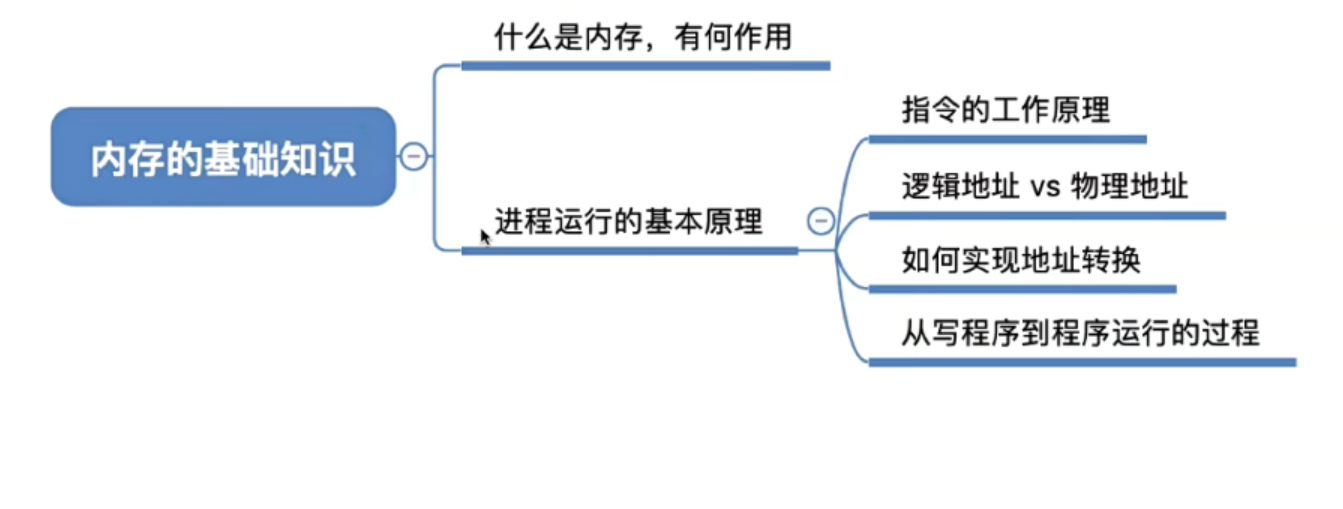 什么是内存，有何作用
内存的基础知识
进程运行的基本原理
指令的工作原理
逻辑地址 vs 物理地址
如何实现地址转换
从写程序到程序运行的过程